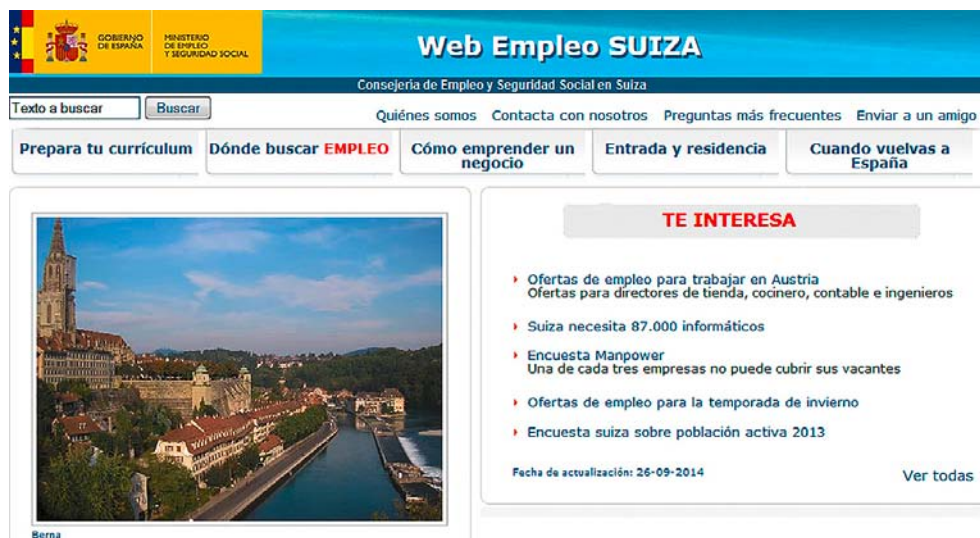 GOBIERNO
DE ESPAÑA
MINISTERIO
DE EMPLEO
Y SEGURIDAD SOCIAL
Web Empleo SUIZA
Consejeria de Empleo y Seguridad Social en Suiza
Texto a buscar Buscar
Quiénes somos Contacta con nosotros Preguntas más frecuentes Enviar a un amigo
Prepara tu currículum
Dónde buscar EMPLEO
Cómo emprender un
negocio
Entrada y residencia
Cuando vuelvas a
España
TE INTERESA
Ofertas de empleo para trabajar en Austria
Ofertas para directores de tienda, cocinero, contable e ingenieros
Suiza necesita 87.000 informáticos
Encuesta Manpower
Una de cada tres empresas no puede cubrir sus vacantes
Ofertas de empleo para la temporada de invierno
Encuesta suiza sobre población activa 2013
Fecha de actualización: 26-09-2014
Ver todas
Berna